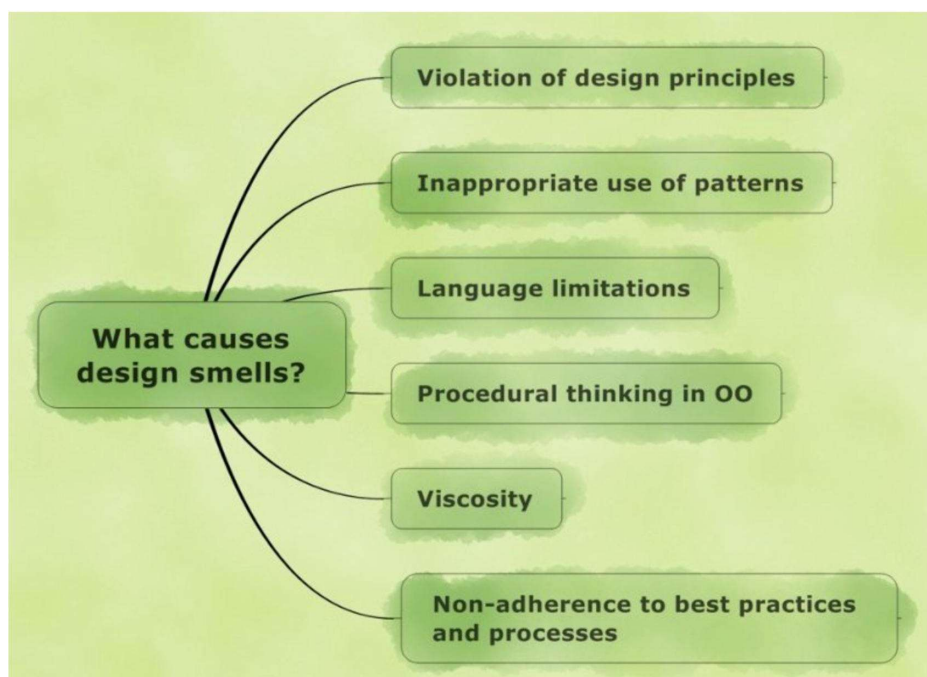 Violation of design principles
Inappropriate use of patterns
Language limitations
What causes
design smells?
Procedural thinking in OO
Viscosity
Non-adherence to best practices
and processes